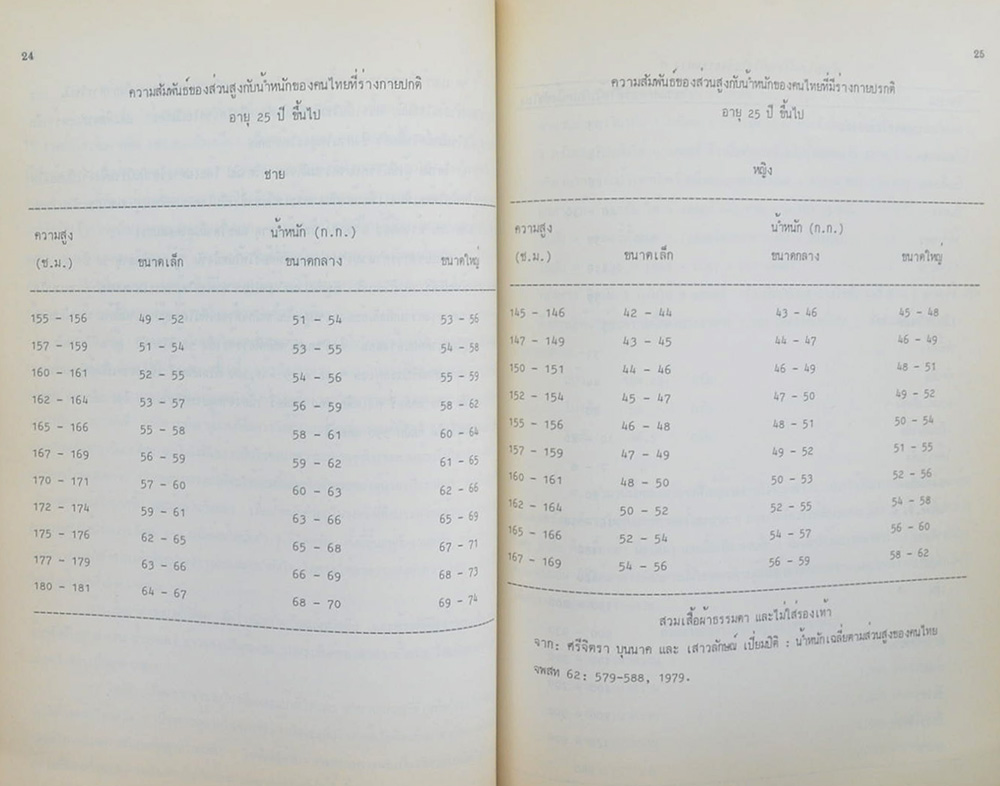 24
ความสัมพันธ์ของส่วนสูงกับน้ำหนักของคนไทยที่ร่างกายปกติ
อายุ 25 ปี ขึ้นไป
ชาย
ความสูง น้ำหนัก (ก.ก.)
(ซ.ม.) ขนาดเล็ก ขนาดกลาง ขนาดใหญ่
155 - 156 49 - 52 51 - 54 53 - 56
157 - 159 51 - 54 53 - 55 54 - 58
160 - 161 52 - 55 54 - 56 55 - 59
162 - 164 53 - 57 56 - 59 58 - 62
165 - 166 55 - 58 58 - 61 60 - 64
167 - 169 56 - 59 59 - 62 61 - 65
170 - 171 57 - 60 60 - 63 62 - 66
172 - 174 59 - 61 63 - 66 65 - 69
175 - 176 62 - 65 65 - 68 67 - 71
177 - 179 63 - 66 66 - 69 68 - 73
180 - 181 64 - 67 68 - 70 69 - 74
25
ความสัมพันธ์ของส่วนสูงกับน้ำหนักของคนไทยที่มีร่างกายปรกติ
อายุ 25 ปี ขึ้นไป
หญิง
ความสูง น้ำหนัก (ก.ก.)
(ซ.ม.) ขนาดเล็ก ขนาดกลาง ขนาดใหญ่
145 - 146 42 - 44 43 - 46 45 - 48
147 - 149 43 - 45 44 - 47 46 - 49
150 - 151 44 - 46 46 - 49 48 - 51
152 - 154 45 - 47 47 - 50 49 - 52
155 - 156 46 - 48 48 - 51 50 - 54
157 - 159 47 - 49 49 - 52 51 - 55
160 - 161 48 - 50 50 - 53 52 - 56
162 - 164 50 - 52 52 - 55 54 - 58
165 - 166 52 - 54 54 - 57 56 - 60
167 - 169 54 - 56 56 - 59 58 - 62
สวมเสื้อผ้าธรรมดา และไม่ใส่รองเท้า
จาก: ศรีจิตรา บุนนาค และ เสาวลักษณ์ เปี่ยมปิติ : น้ำหนักเฉลี่ยตามส่วนสูงของคนไทย
จพสท 62: 579-588, 1979.